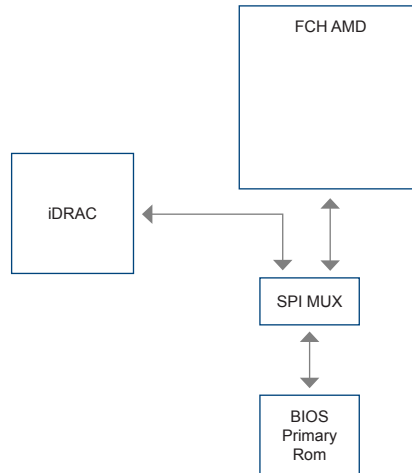 FCH AMD
iDRAC
SPI MUX
BIOS
Primary
Rom